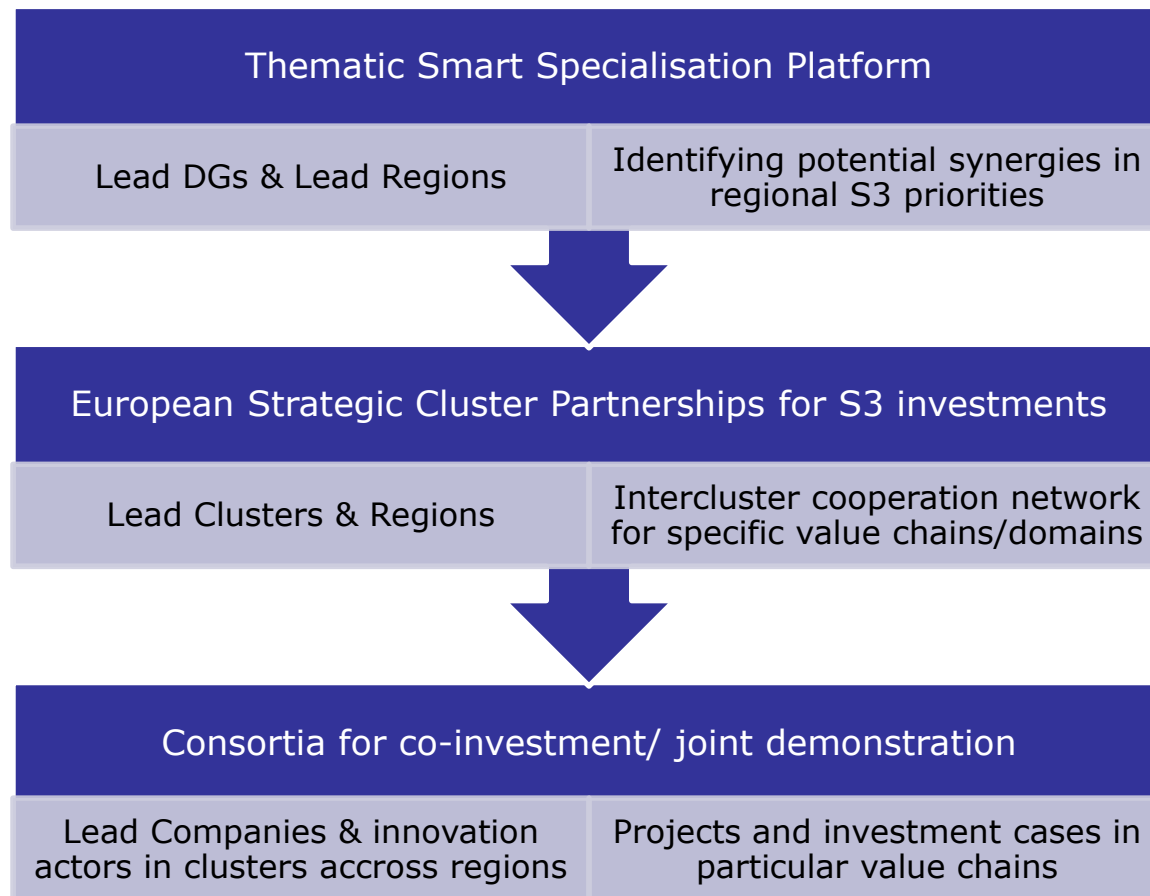 Thematic Smart Specialisation Platform
Lead DGs & Lead Regions
Identifying potential synergies in
regional S3 priorities
European Strategic Cluster Partnerships for S3 investments
Lead Clusters & Regions
Intercluster cooperation network
for specific value chains/domains
Consortia for co-investment/ joint demonstration
Lead Companies & innovation
actors in clusters accross regions
Projects and investment cases in
particular value chains